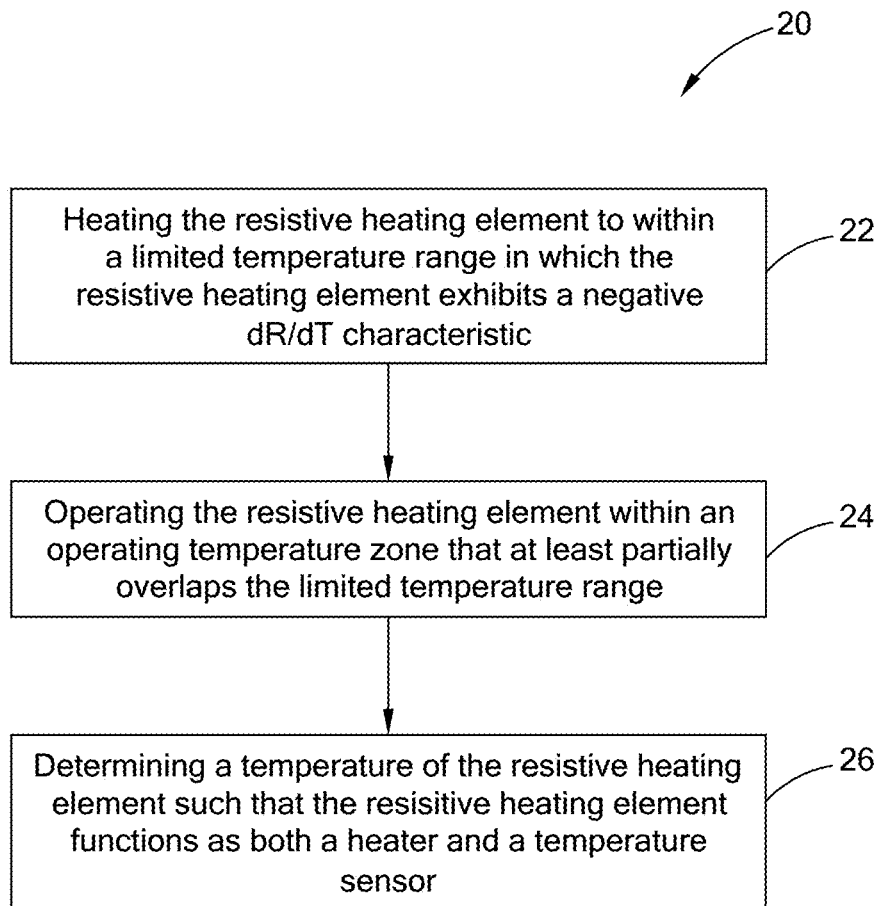 20
Heating the resistive heating element to within
a limited temperature range in which the
resistive heating element exhibits a negative
dR/dT characteristic
22
Operating the resistive heating element within an
operating temperature zone that at least partially
overlaps the limited temperature range
24
Determining a temperature of the resistive heating
element such that the resisitive heating element
functions as both a heater and a temperature
sensor
26